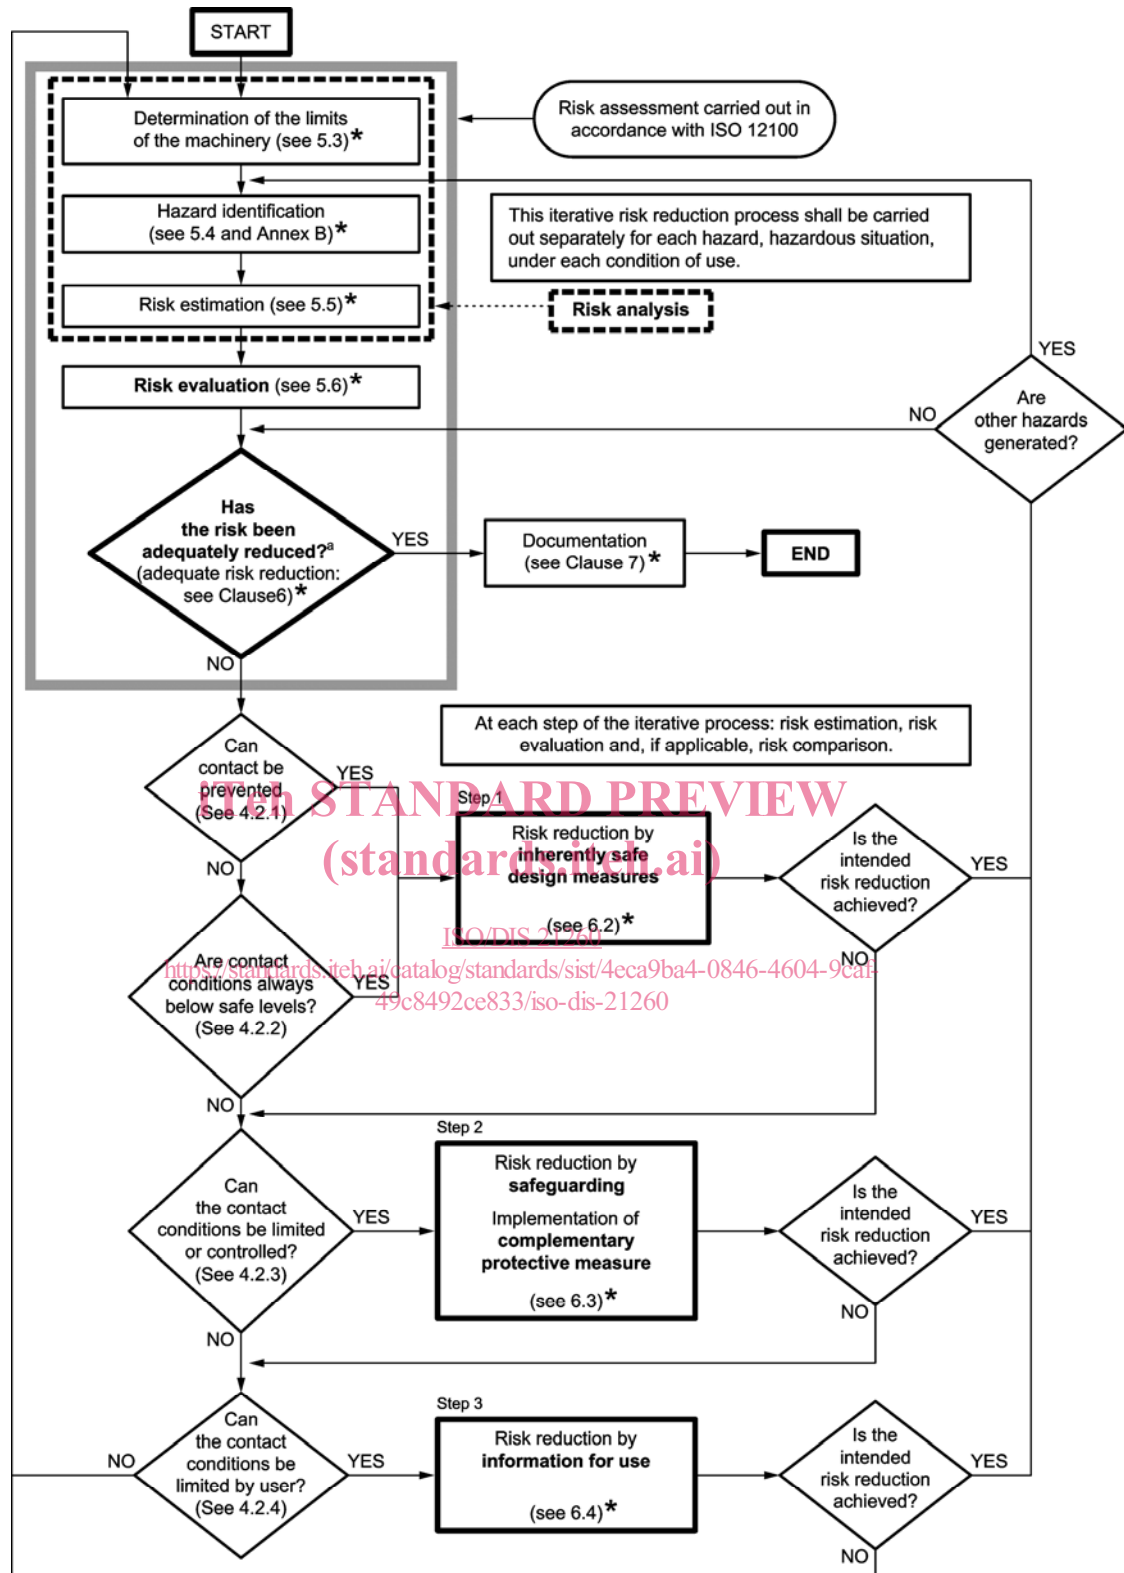 START
Determination of the limits
of the machinery (see 5.3)*
Risk assessment carried out in
accordance with ISO 12100
Hazard identification
(see 5.4 and Annex B)*
This iterative risk reduction process shall be carried
out separately for each hazard, hazardous situation,
under each condition of use.
Risk estimation (see 5.5)*
Risk analysis
Risk evaluation (see 5.6)*
YES
Are
other hazards
generated?
NO
Has
the risk been
adequately reduced?a
(adequate risk reduction:
see Clause6)*
YES
Documentation
(see Clause 7)*
END
NO
At each step of the iterative process: risk estimation, risk
evaluation and, if applicable, risk comparison.
Can
contact be
prevented
(See 4.2.1)
YES
NO
iTeh STANDARD PREVIEW
(standards.iteh.ai)
Step 1
Risk reduction by
inherently safe
design measures
(see 6.2)*
Is the
intended
risk reduction
achieved?
YES
NO
ISO/DIS 21260
https://standards.iteh.ai/catalog/standards/sist/4eca9ba4-0846-4604-9caf-
49c8492ce833/iso-dis-21260
Are contact
conditions always
below safe levels?
(See 4.2.2)
YES
NO
Step 2
Can
the contact
conditions be limited
or controlled?
(See 4.2.3)
YES
NO
Risk reduction by
safeguarding
Implementation of
complementary
protective measure
(see 6.3)*
Is the
intended
risk reduction
achieved?
YES
NO
Step 3
Can
the contact
conditions be
limited by user?
(See 4.2.4)
NO
YES
Risk reduction by
information for use
(see 6.4)*
Is the
intended
risk reduction
achieved?
YES
NO